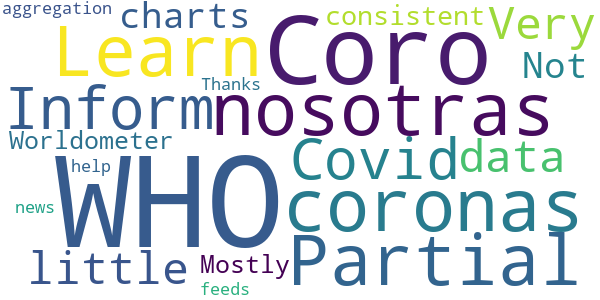 aggregation charts consistent Very
Learn Coro Not
Thanks
Inform nosotras
Worldometer Covid data
help WHO coronas
news
little Mostly Partial
feeds